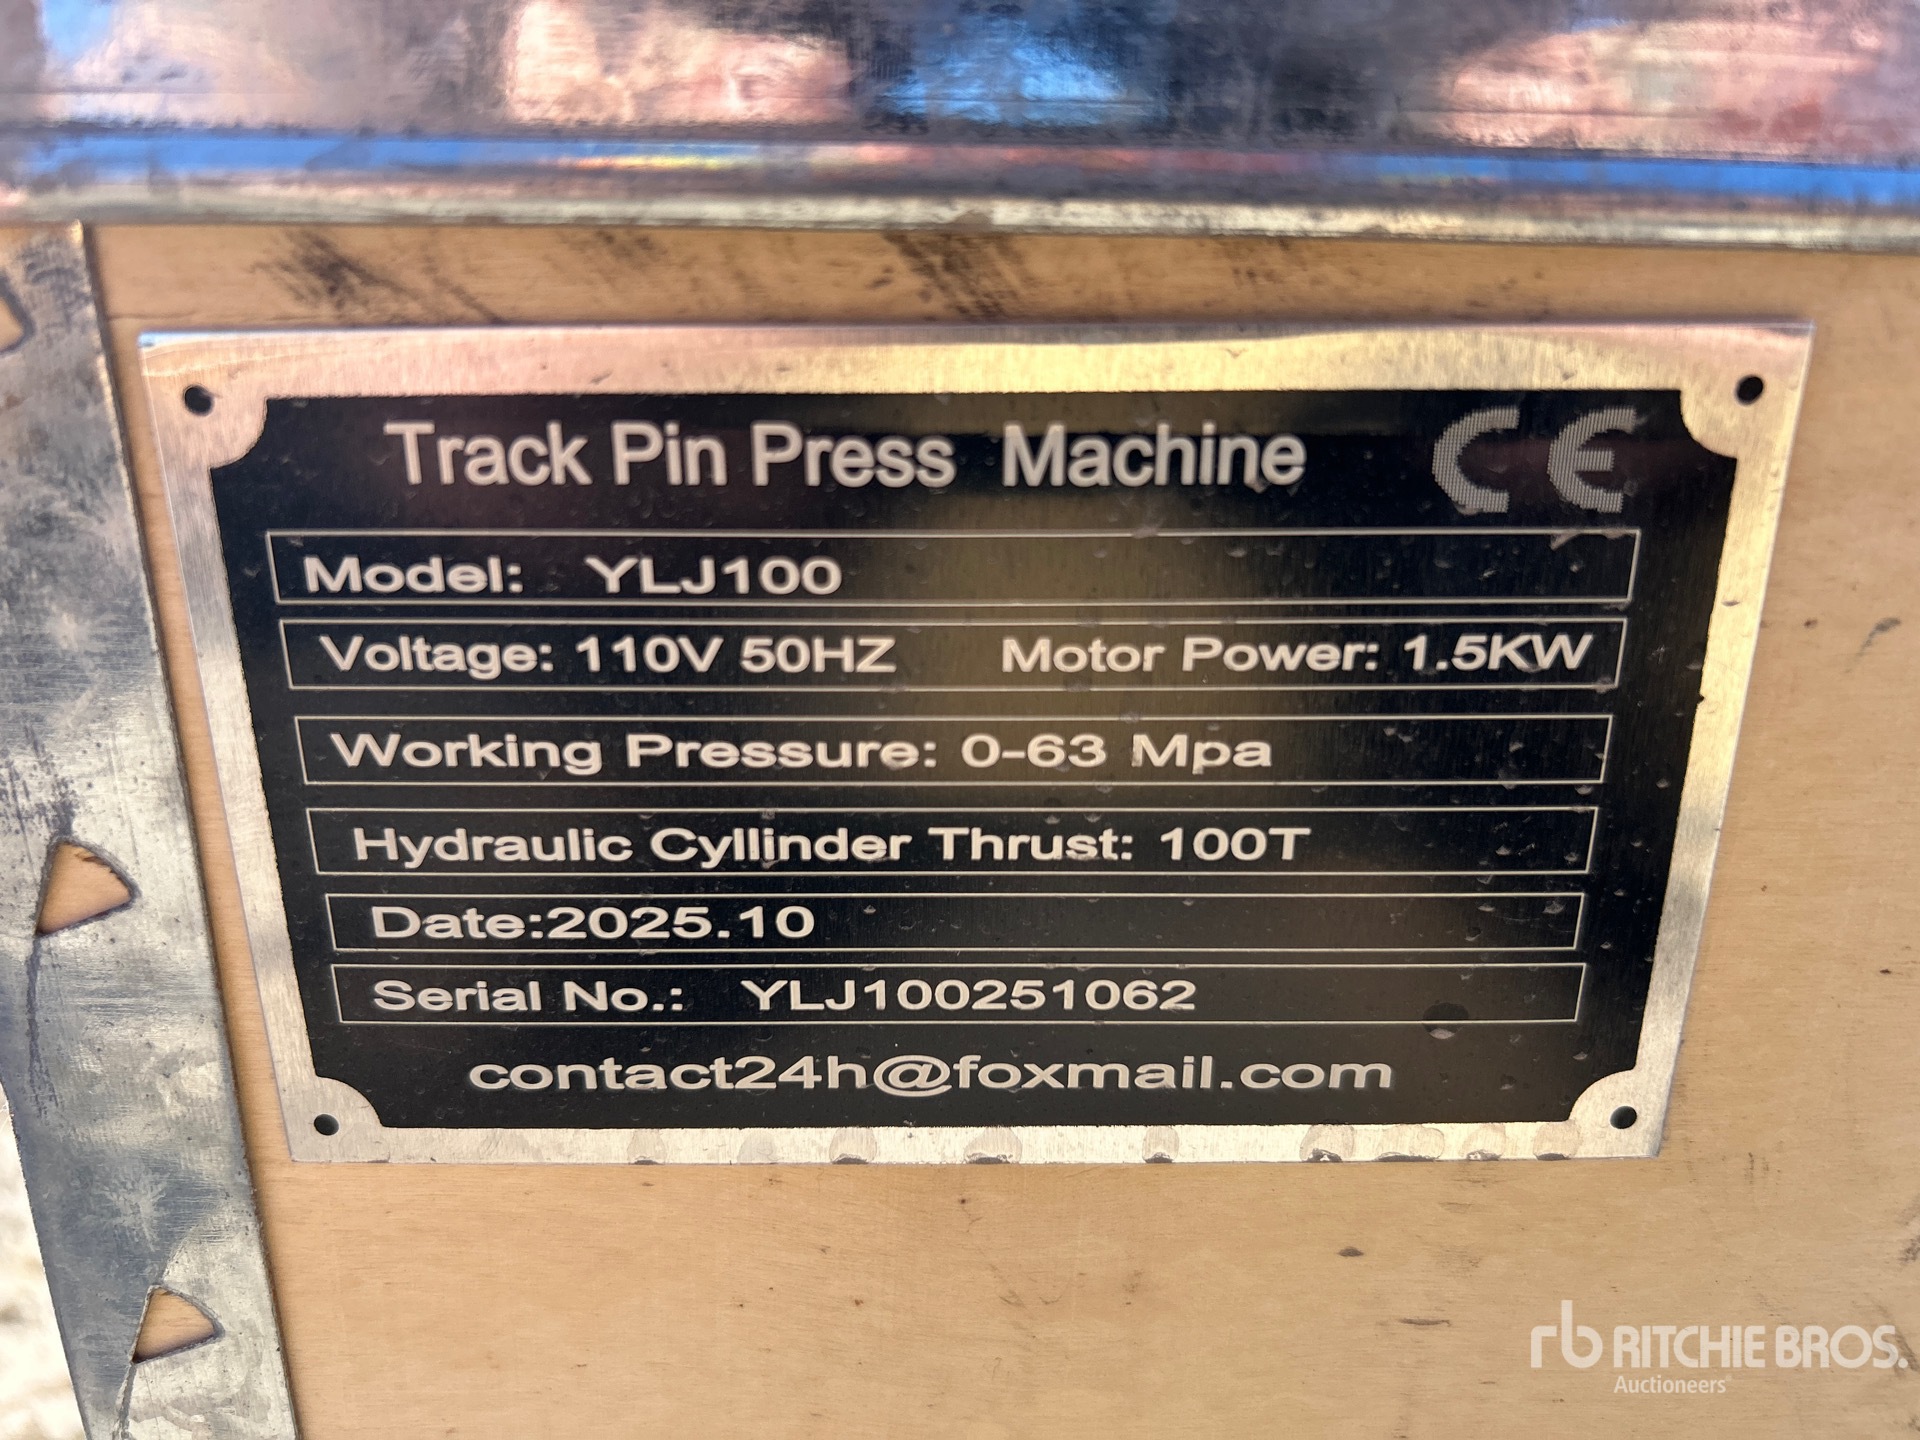 Track Pin Press Machine CE
Model: YLJ100
Voltage: 110V 50HZ Motor Power: 1.5KW
Working Pressure: 0-63 Mpa
Hydraulic Cyllinder Thrust: 100T
Date:2025.10
Serial No.: YLJ100251062
contact24h@foxmail.com
rb RITCHIE BROS.
Auctioneers